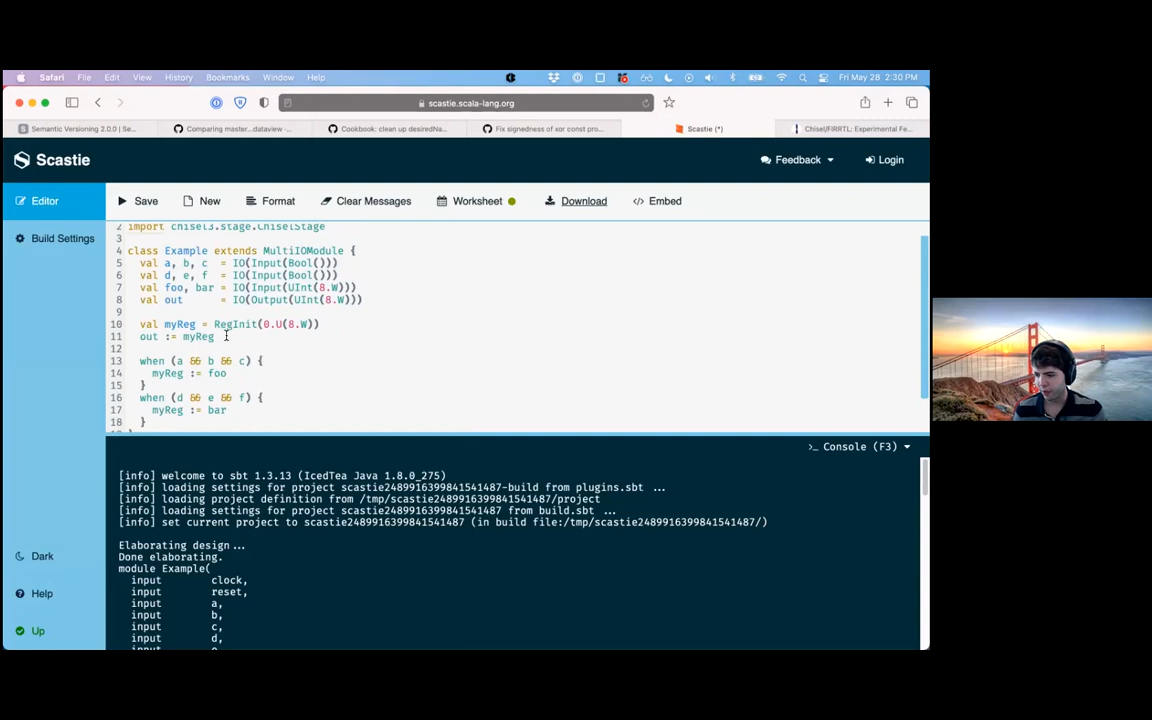 Safari File Edit View History Bookmarks Window Help Fri May 28 2:30 PM
scastie.scala-lang.org
Semantic Versioning 2.0.0 | Se... Comparing master...dataview -... Cookbook: clean up desiredNa... Fix signedness of xor const pro... Scastie (*) Chisel/FIRRTL: Experimental Fe...
Scastie Feedback Login
Editor Save New Format Clear Messages Worksheet Download Embed
Build Settings
2 import chisel3.stage.ChiselStage
3
4 class Example extends MultiIOModule {
5 val a, b, c = IO(Input(Bool()))
6 val d, e, f = IO(Input(Bool()))
7 val foo, bar = IO(Input(UInt(8.W)))
8 val out = IO(Output(UInt(8.W)))
9
10 val myReg = RegInit(0.U(8.W))
11 out := myReg
12
13 when (a && b && c) {
14 myReg := foo
15 }
16 when (d && e && f) {
17 myReg := bar
18 }
>_ Console (F3)
[info] welcome to sbt 1.3.13 (IcedTea Java 1.8.0_275)
[info] loading settings for project scastie2489916399841541487-build from plugins.sbt ...
[info] loading project definition from /tmp/scastie2489916399841541487/project
[info] loading settings for project scastie2489916399841541487 from build.sbt ...
[info] set current project to scastie2489916399841541487 (in build file:/tmp/scastie2489916399841541487/)
Elaborating design...
Done elaborating.
module Example(
input clock,
input reset,
input a,
input b,
input c,
input d,
Dark
Help
Up